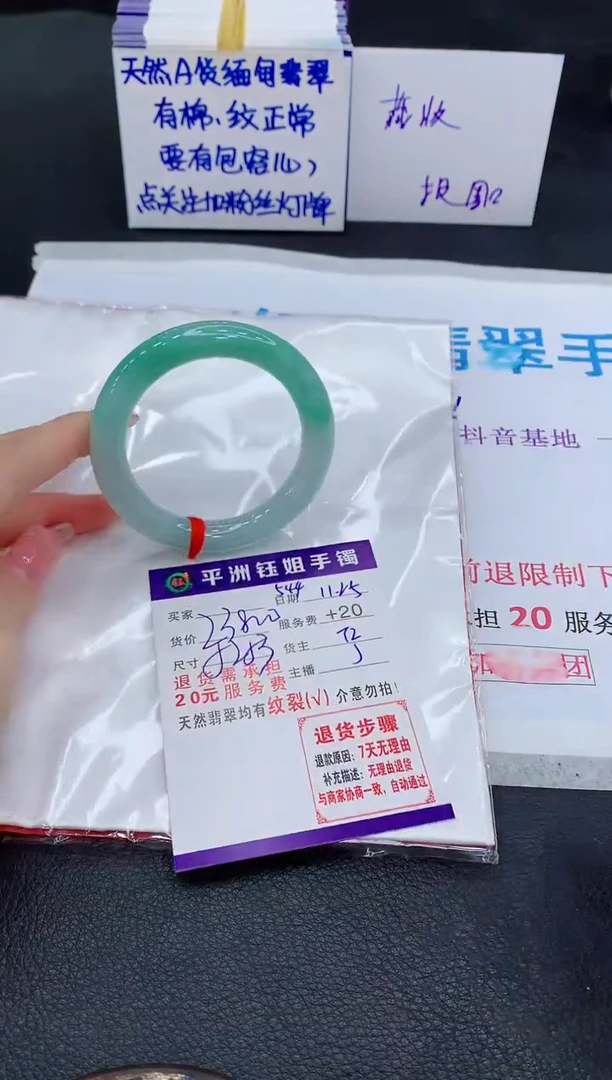 天然A货缅甸翡翠
有棉、纹正常
要有包容心
点关注加粉丝灯牌
翡翠手
抖音基地
前退限制下
担 20 服务
团
平洲钰姐手镯
买家
544
日期 11.25
货价 23800 服务费 +20
尺寸
货主 72
退货需承担
20元服务费
主播 J
天然翡翠均有纹裂(√)介意勿拍!
退货步骤
退款原因:7天无理由
补充描述:无理由退货
与商家协商一致,自动通过